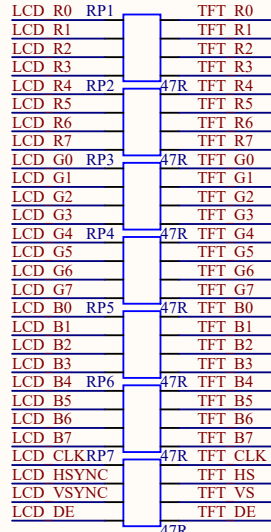 LCD R0 RP1 TFT R0
LCD R1 TFT R1
LCD R2 TFT R2
LCD R3 TFT R3
LCD R4 RP2 47R TFT R4
LCD R5 TFT R5
LCD R6 TFT R6
LCD R7 TFT R7
LCD G0 RP3 47R TFT G0
LCD G1 TFT G1
LCD G2 TFT G2
LCD G3 TFT G3
LCD G4 RP4 47R TFT G4
LCD G5 TFT G5
LCD G6 TFT G6
LCD G7 TFT G7
LCD B0 RP5 47R TFT B0
LCD B1 TFT B1
LCD B2 TFT B2
LCD B3 TFT B3
LCD B4 RP6 47R TFT B4
LCD B5 TFT B5
LCD B6 TFT B6
LCD B7 TFT B7
LCD CLK RP7 47R TFT CLK
LCD HSYNC TFT HS
LCD VSYNC TFT VS
LCD DE TFT DE
47R